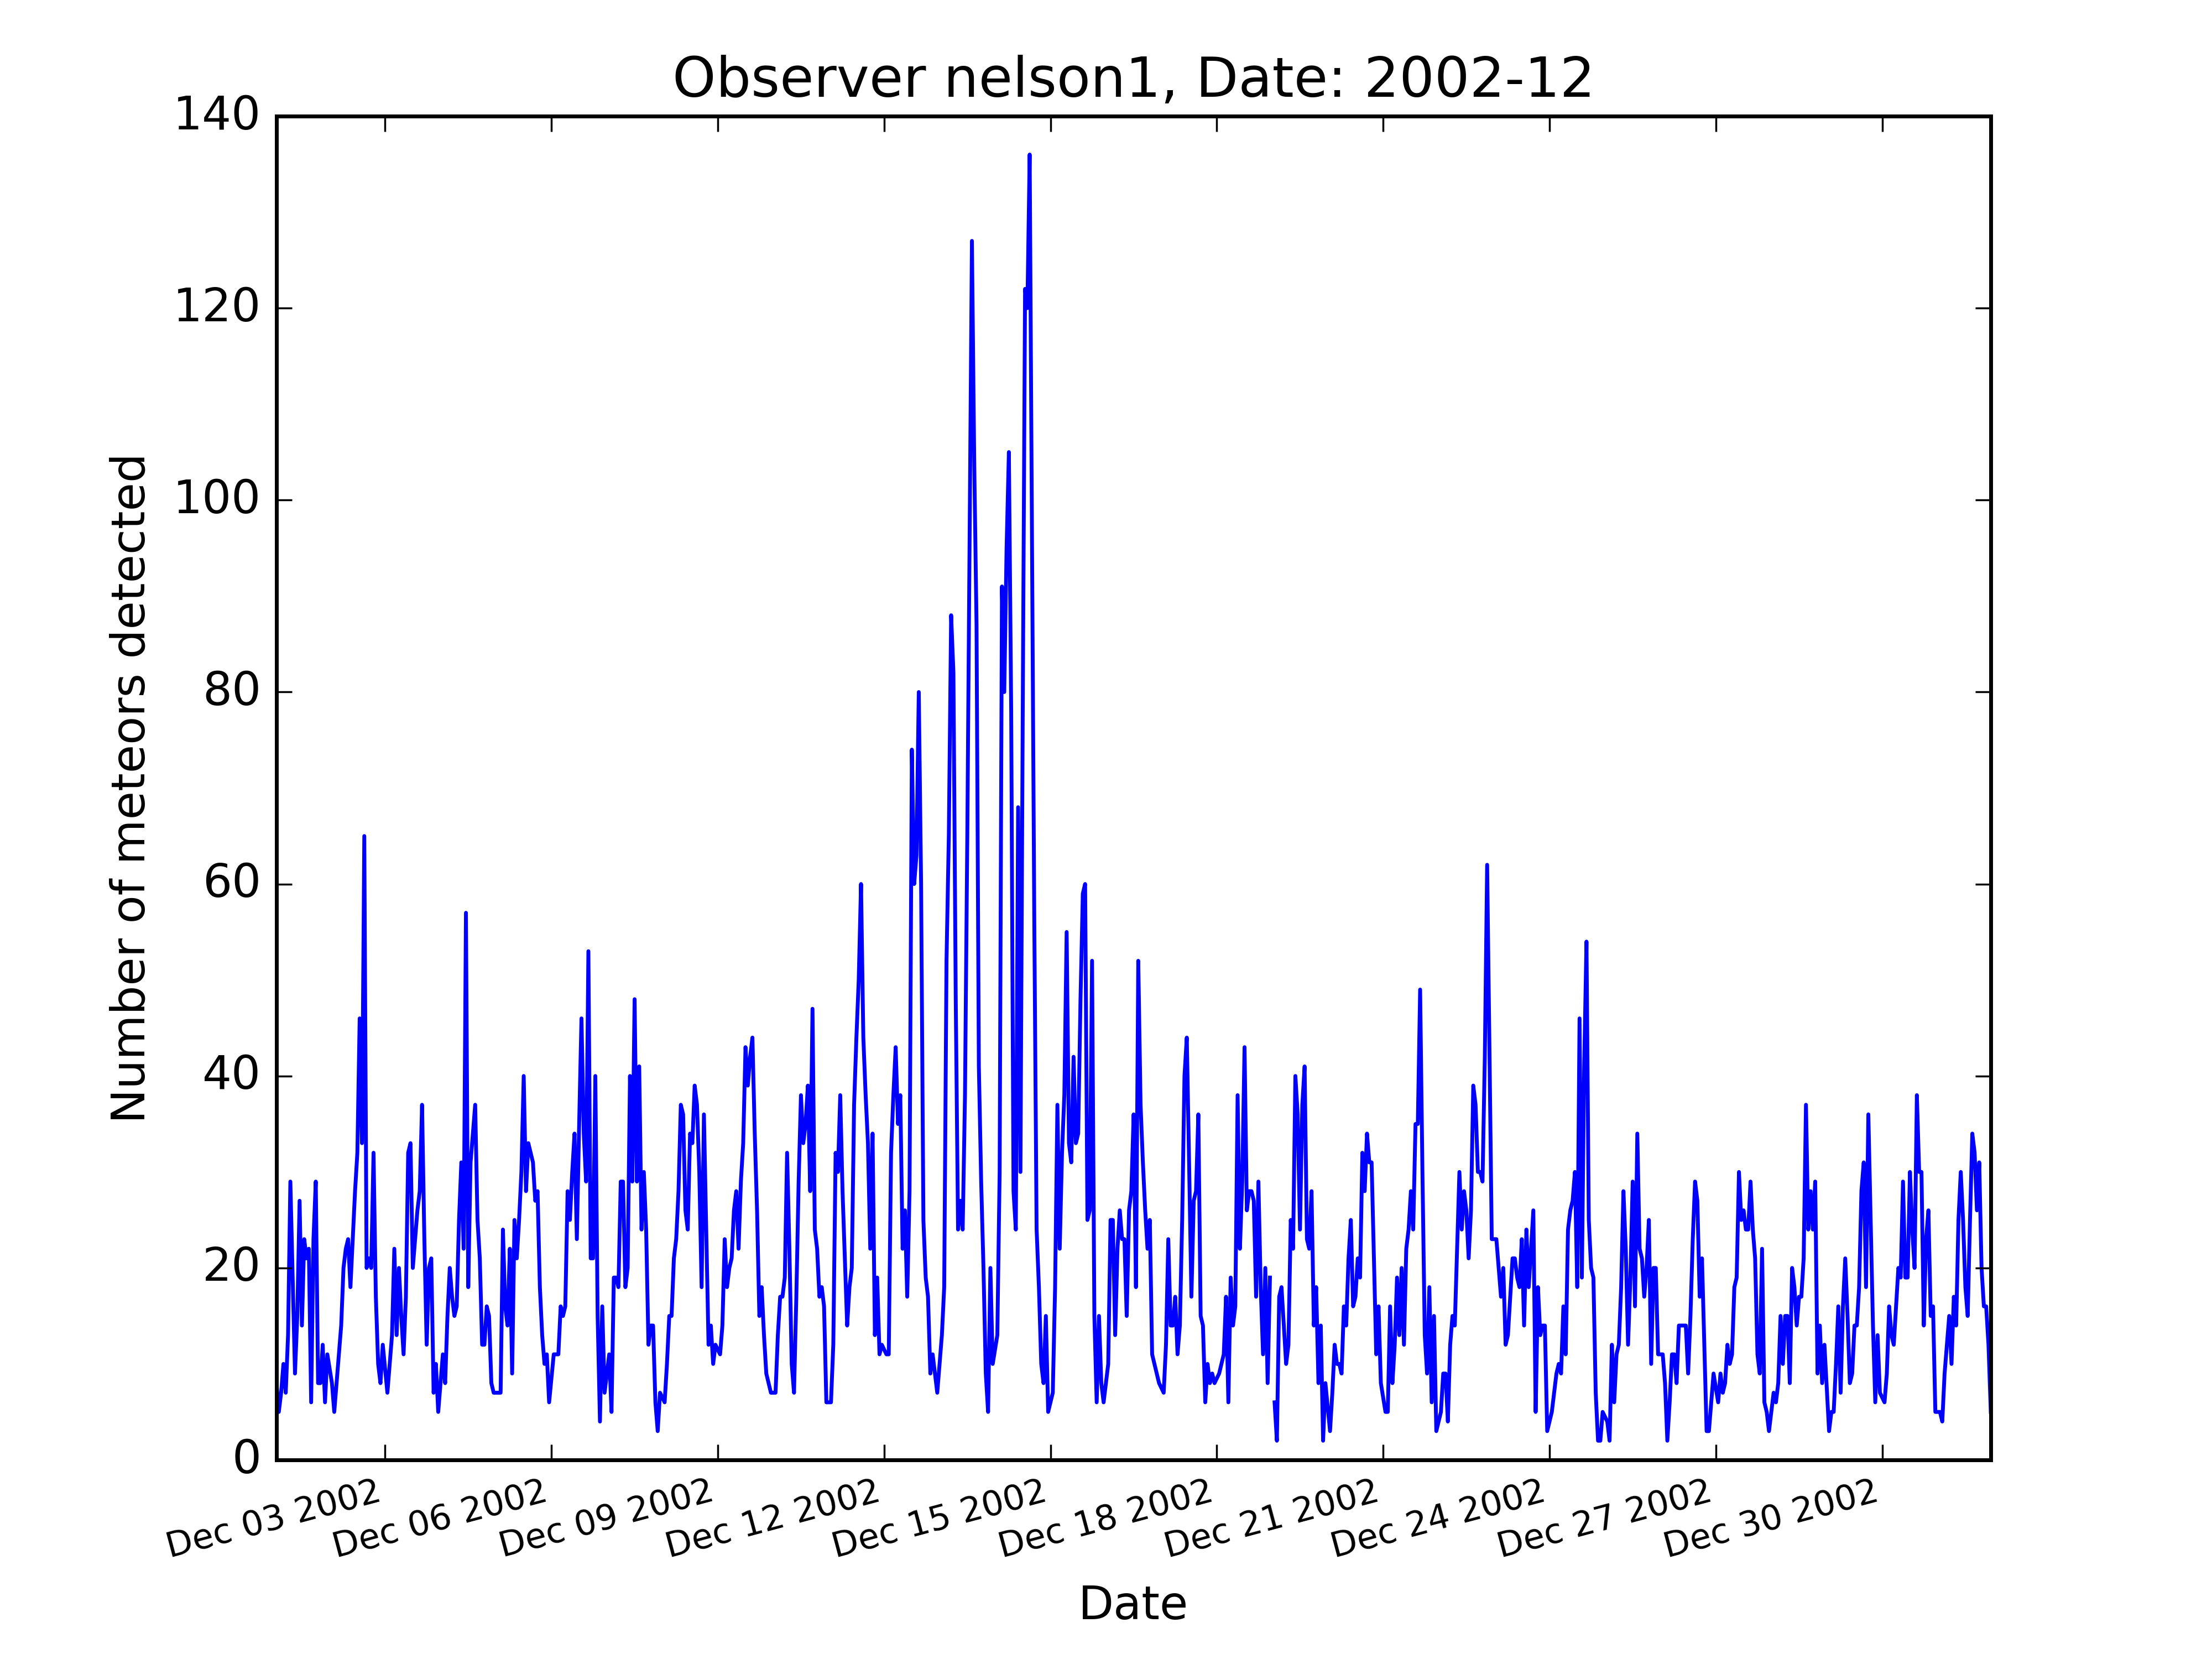 Observer nelson1, Date: 2002-12
140
120
100
80
60
40
20
0
Number of meteors detected
Dec 03 2002
Dec 06 2002
Dec 09 2002
Dec 12 2002
Dec 15 2002
Dec 18 2002
Dec 21 2002
Dec 24 2002
Dec 27 2002
Dec 30 2002
Date